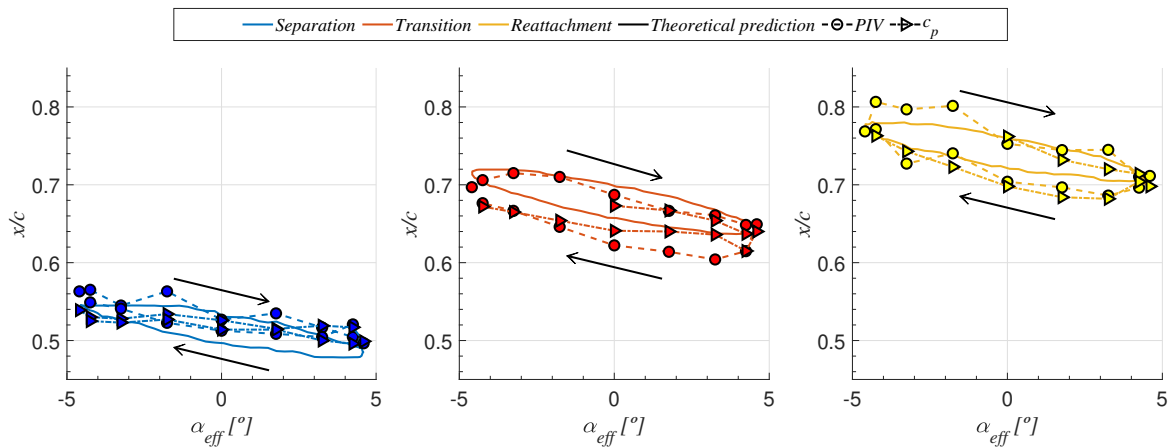 Separation Transition Reattachment Theoretical prediction PIV c_p
0.8 0.8 0.8
0.7 0.7 0.7
x/c x/c x/c
0.6 0.6 0.6
0.5 0.5 0.5
-5 0 5 -5 0 5 -5 0 5
α_eff [º] α_eff [º] α_eff [º]